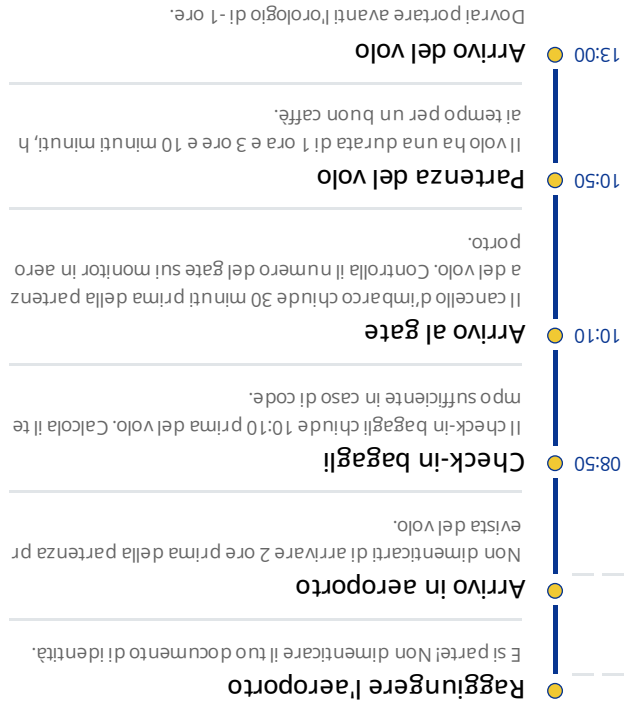 Raggiungere l'aeroporto
E si parte! Non dimenticare il tuo documento di identità.
Arrivo in aeroporto
Non dimenticarti di arrivare 2 ore prima della partenza pr
evista del volo.
08:50
Check-in bagagli
Il check-in bagagli chiude 10:10 prima del volo. Calcola il te
mpo sufficiente in caso di code.
10:10
Arrivo al gate
Il cancello d'imbarco chiude 30 minuti prima della partenz
a del volo. Controlla il numero del gate sui monitor in aero
porto.
10:50
Partenza del volo
Il volo ha una durata di 1 ora e 3 ore e 10 minuti minuti, h
ai tempo per un buon caffè.
13:00
Arrivo del volo
Dovrai portare avanti l'orologio di -1 ore.